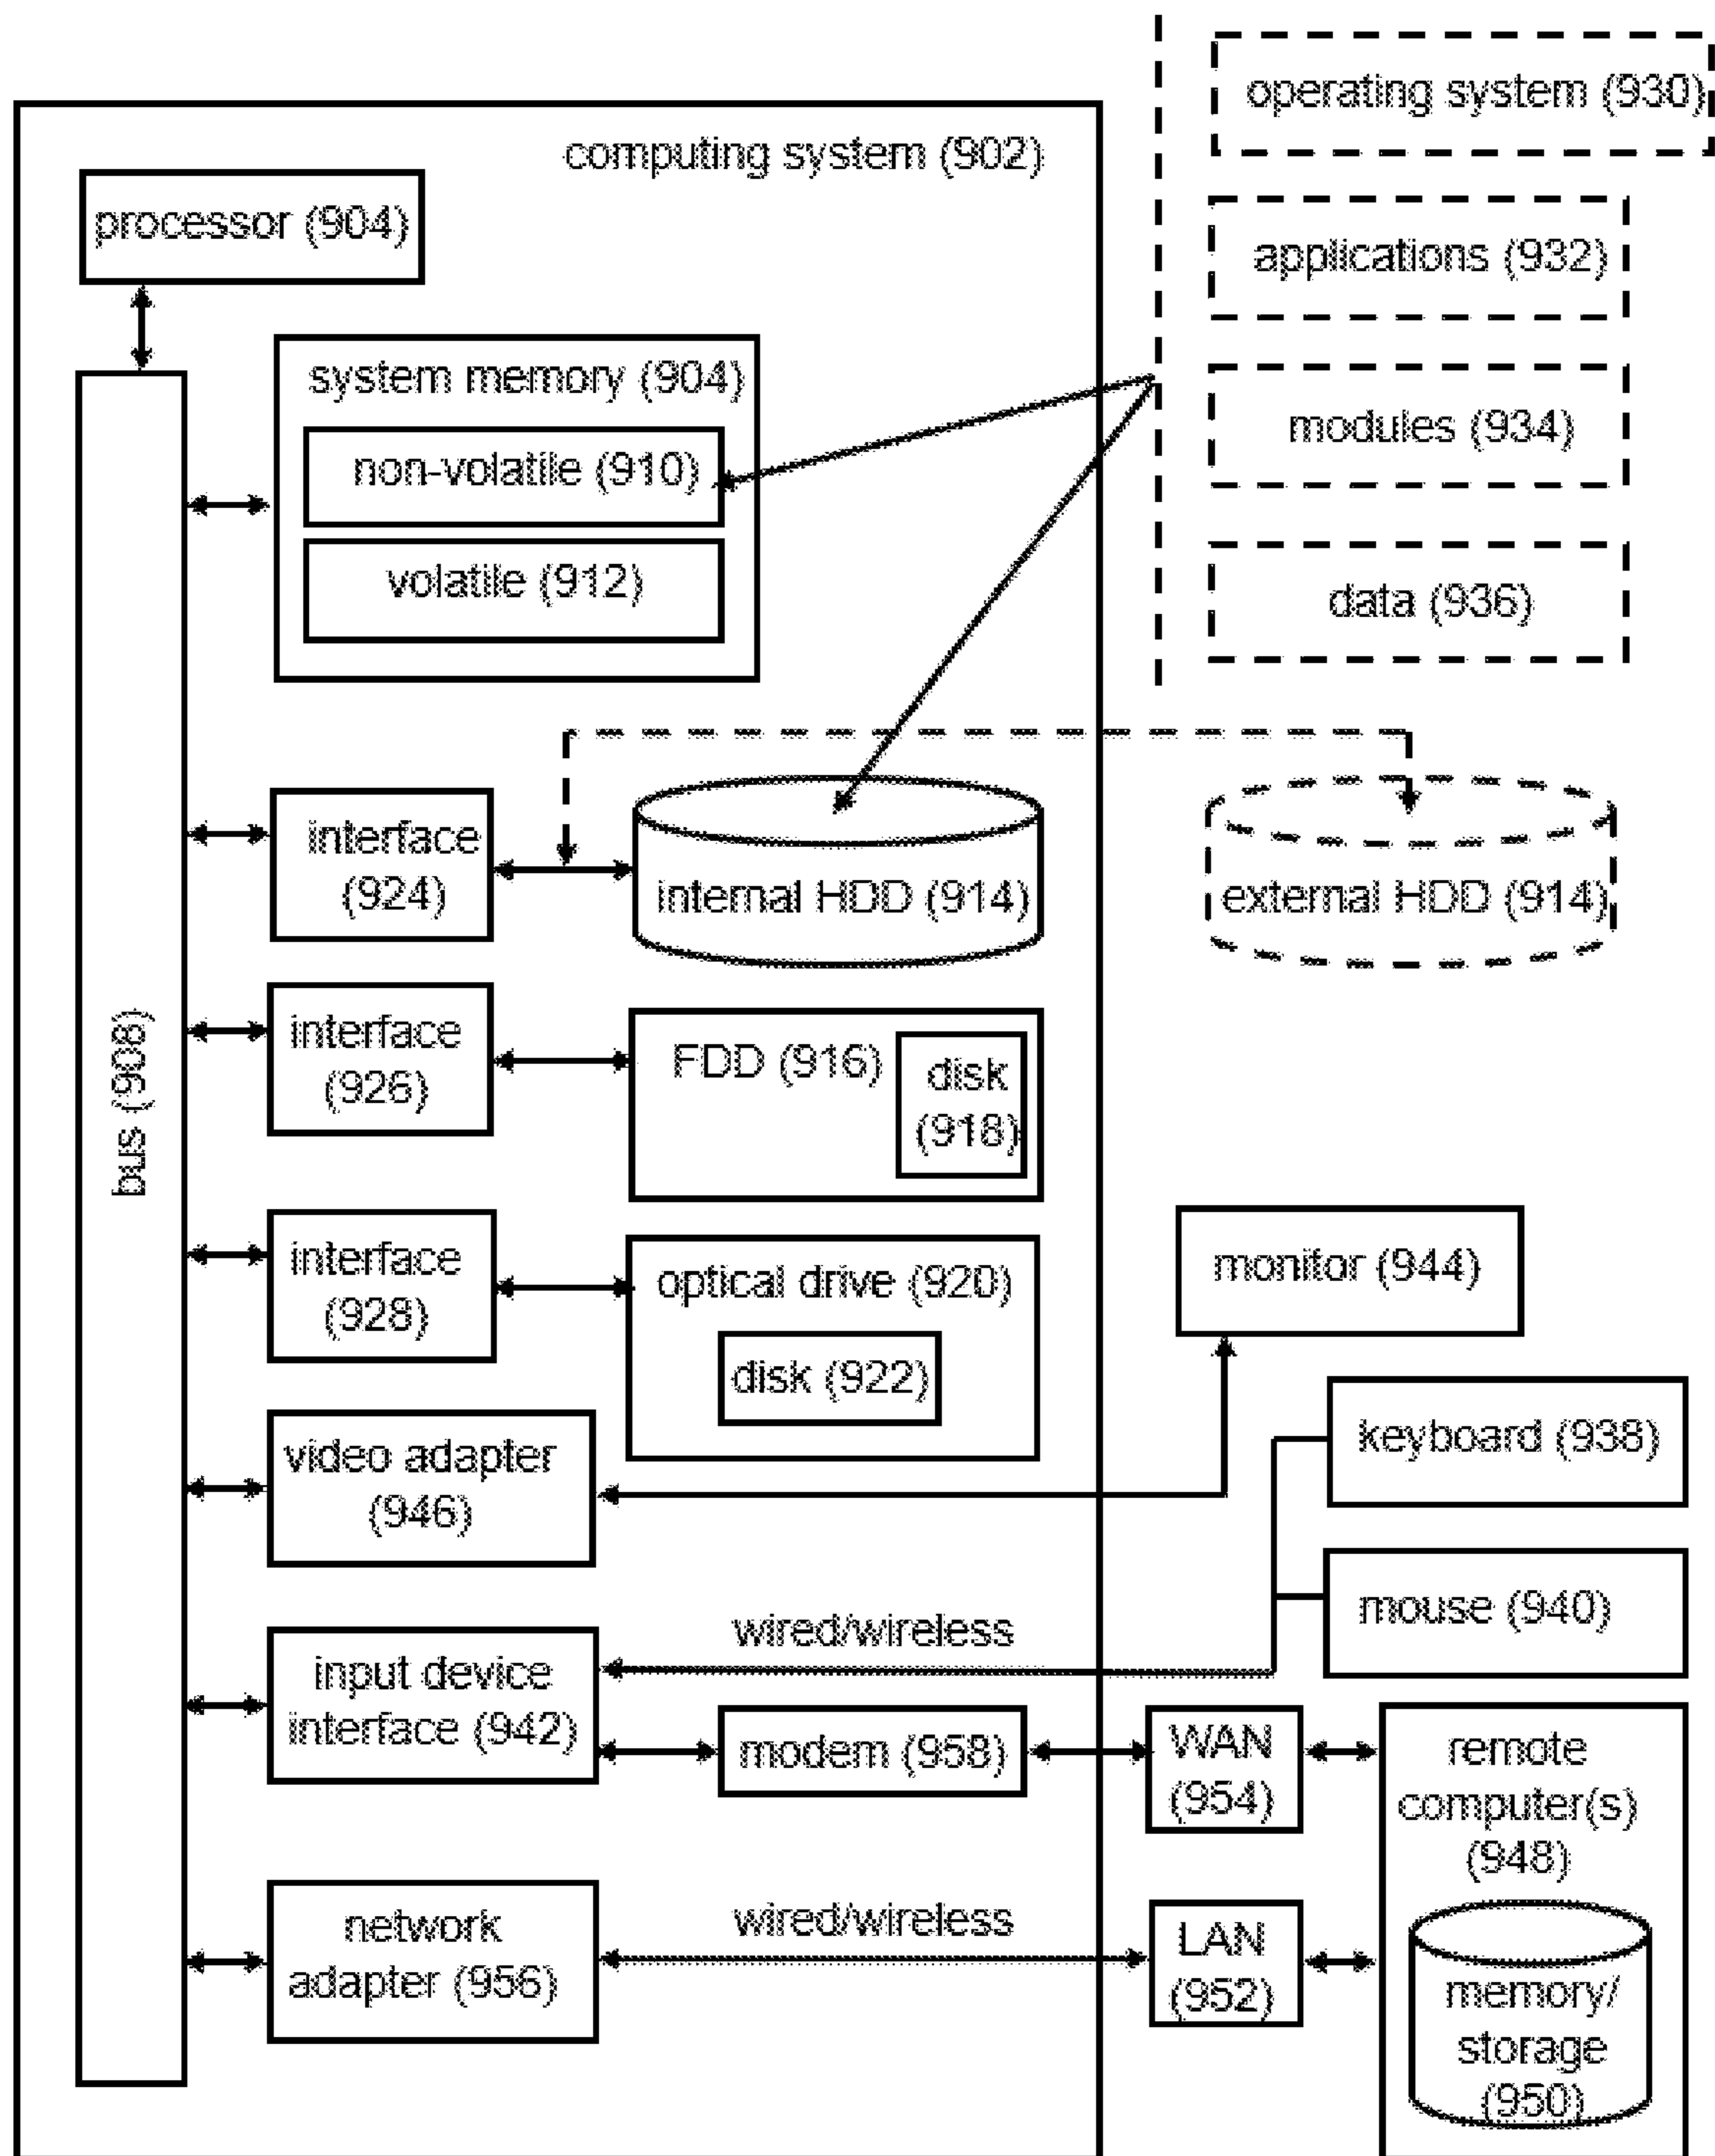 operating system (930)
computing system (902)
processor (904)
applications (932)
system memory (904)
modules (934)
non-volatile (910)
volatile (912)
data (936)
interface
(924)
internal HDD (914)
external HDD (914)
bus (908)
interface
(926)
FDD (916)
disk
(918)
interface
(928)
optical drive (920)
disk (922)
monitor (944)
video adapter
(946)
keyboard (938)
mouse (940)
wired/wireless
input device
interface (942)
modem (958)
WAN
(954)
remote
computer(s)
(948)
network
adapter (956)
wired/wireless
LAN
(952)
memory/
storage
(950)